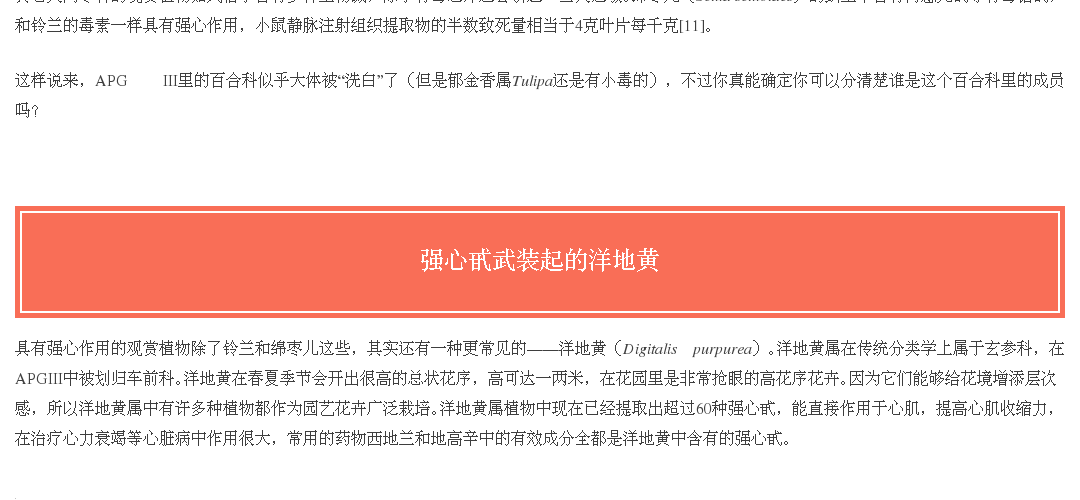 和铃兰的毒素一样具有强心作用，小鼠静脉注射组织提取物的半数致死量相当于4克叶片每千克[11]。
这样说来，APG III里的百合科似乎大体被“洗白”了（但是郁金香属Tulipa还是有小毒的），不过你真能确定你可以分清楚谁是这个百合科里的成员
吗？
强心甙武装起的洋地黄
具有强心作用的观赏植物除了铃兰和绵枣儿这些，其实还有一种更常见的——洋地黄（Digitalis purpurea）。洋地黄属在传统分类学上属于玄参科，在
APGIII中被划归车前科。洋地黄在春夏季节会开出很高的总状花序，高可达一两米，在花园里是非常抢眼的高花序花卉。因为它们能够给花境增添层次
感，所以洋地黄属中有许多种植物都作为园艺花卉广泛栽培。洋地黄属植物中现在已经提取出超过60种强心甙，能直接作用于心肌，提高心肌收缩力，
在治疗心力衰竭等心脏病中作用很大，常用的药物西地兰和地高辛中的有效成分全都是洋地黄中含有的强心甙。